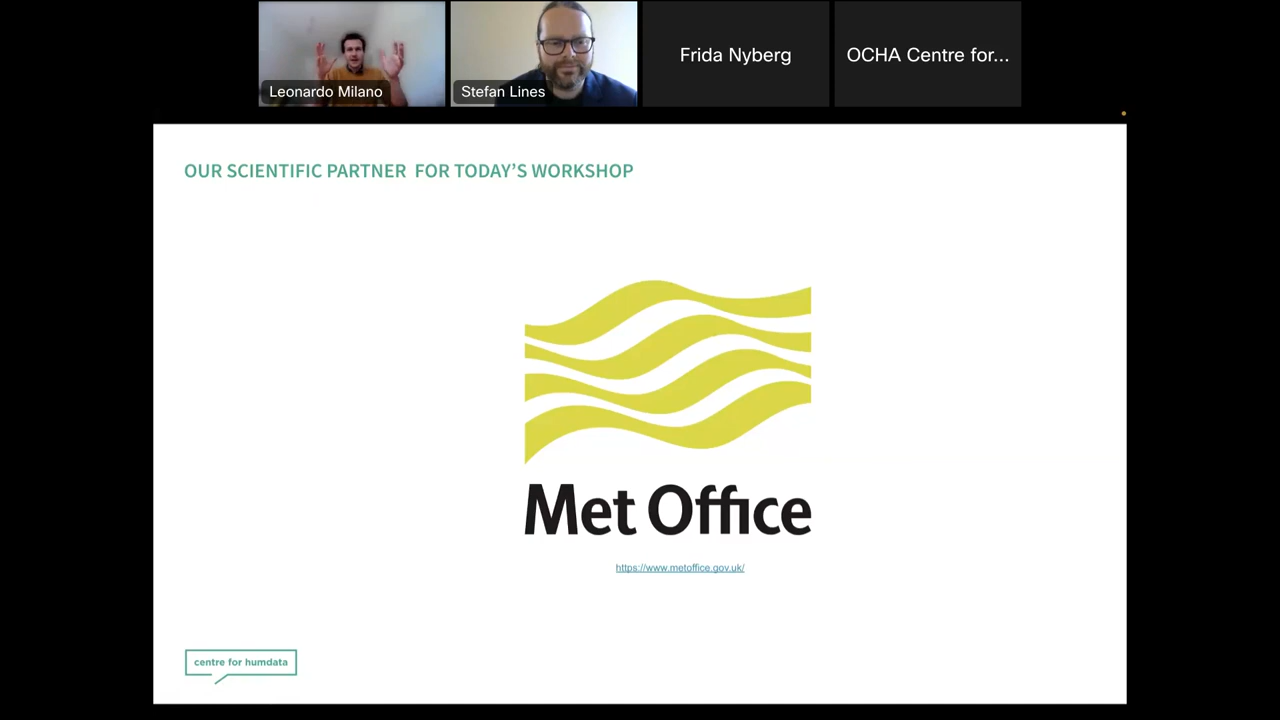 Leonardo Milano
Stefan Lines
Frida Nyberg
OCHA Centre for...
OUR SCIENTIFIC PARTNER FOR TODAY'S WORKSHOP
Met Office
https://www.metoffice.gov.uk/
centre for humdata